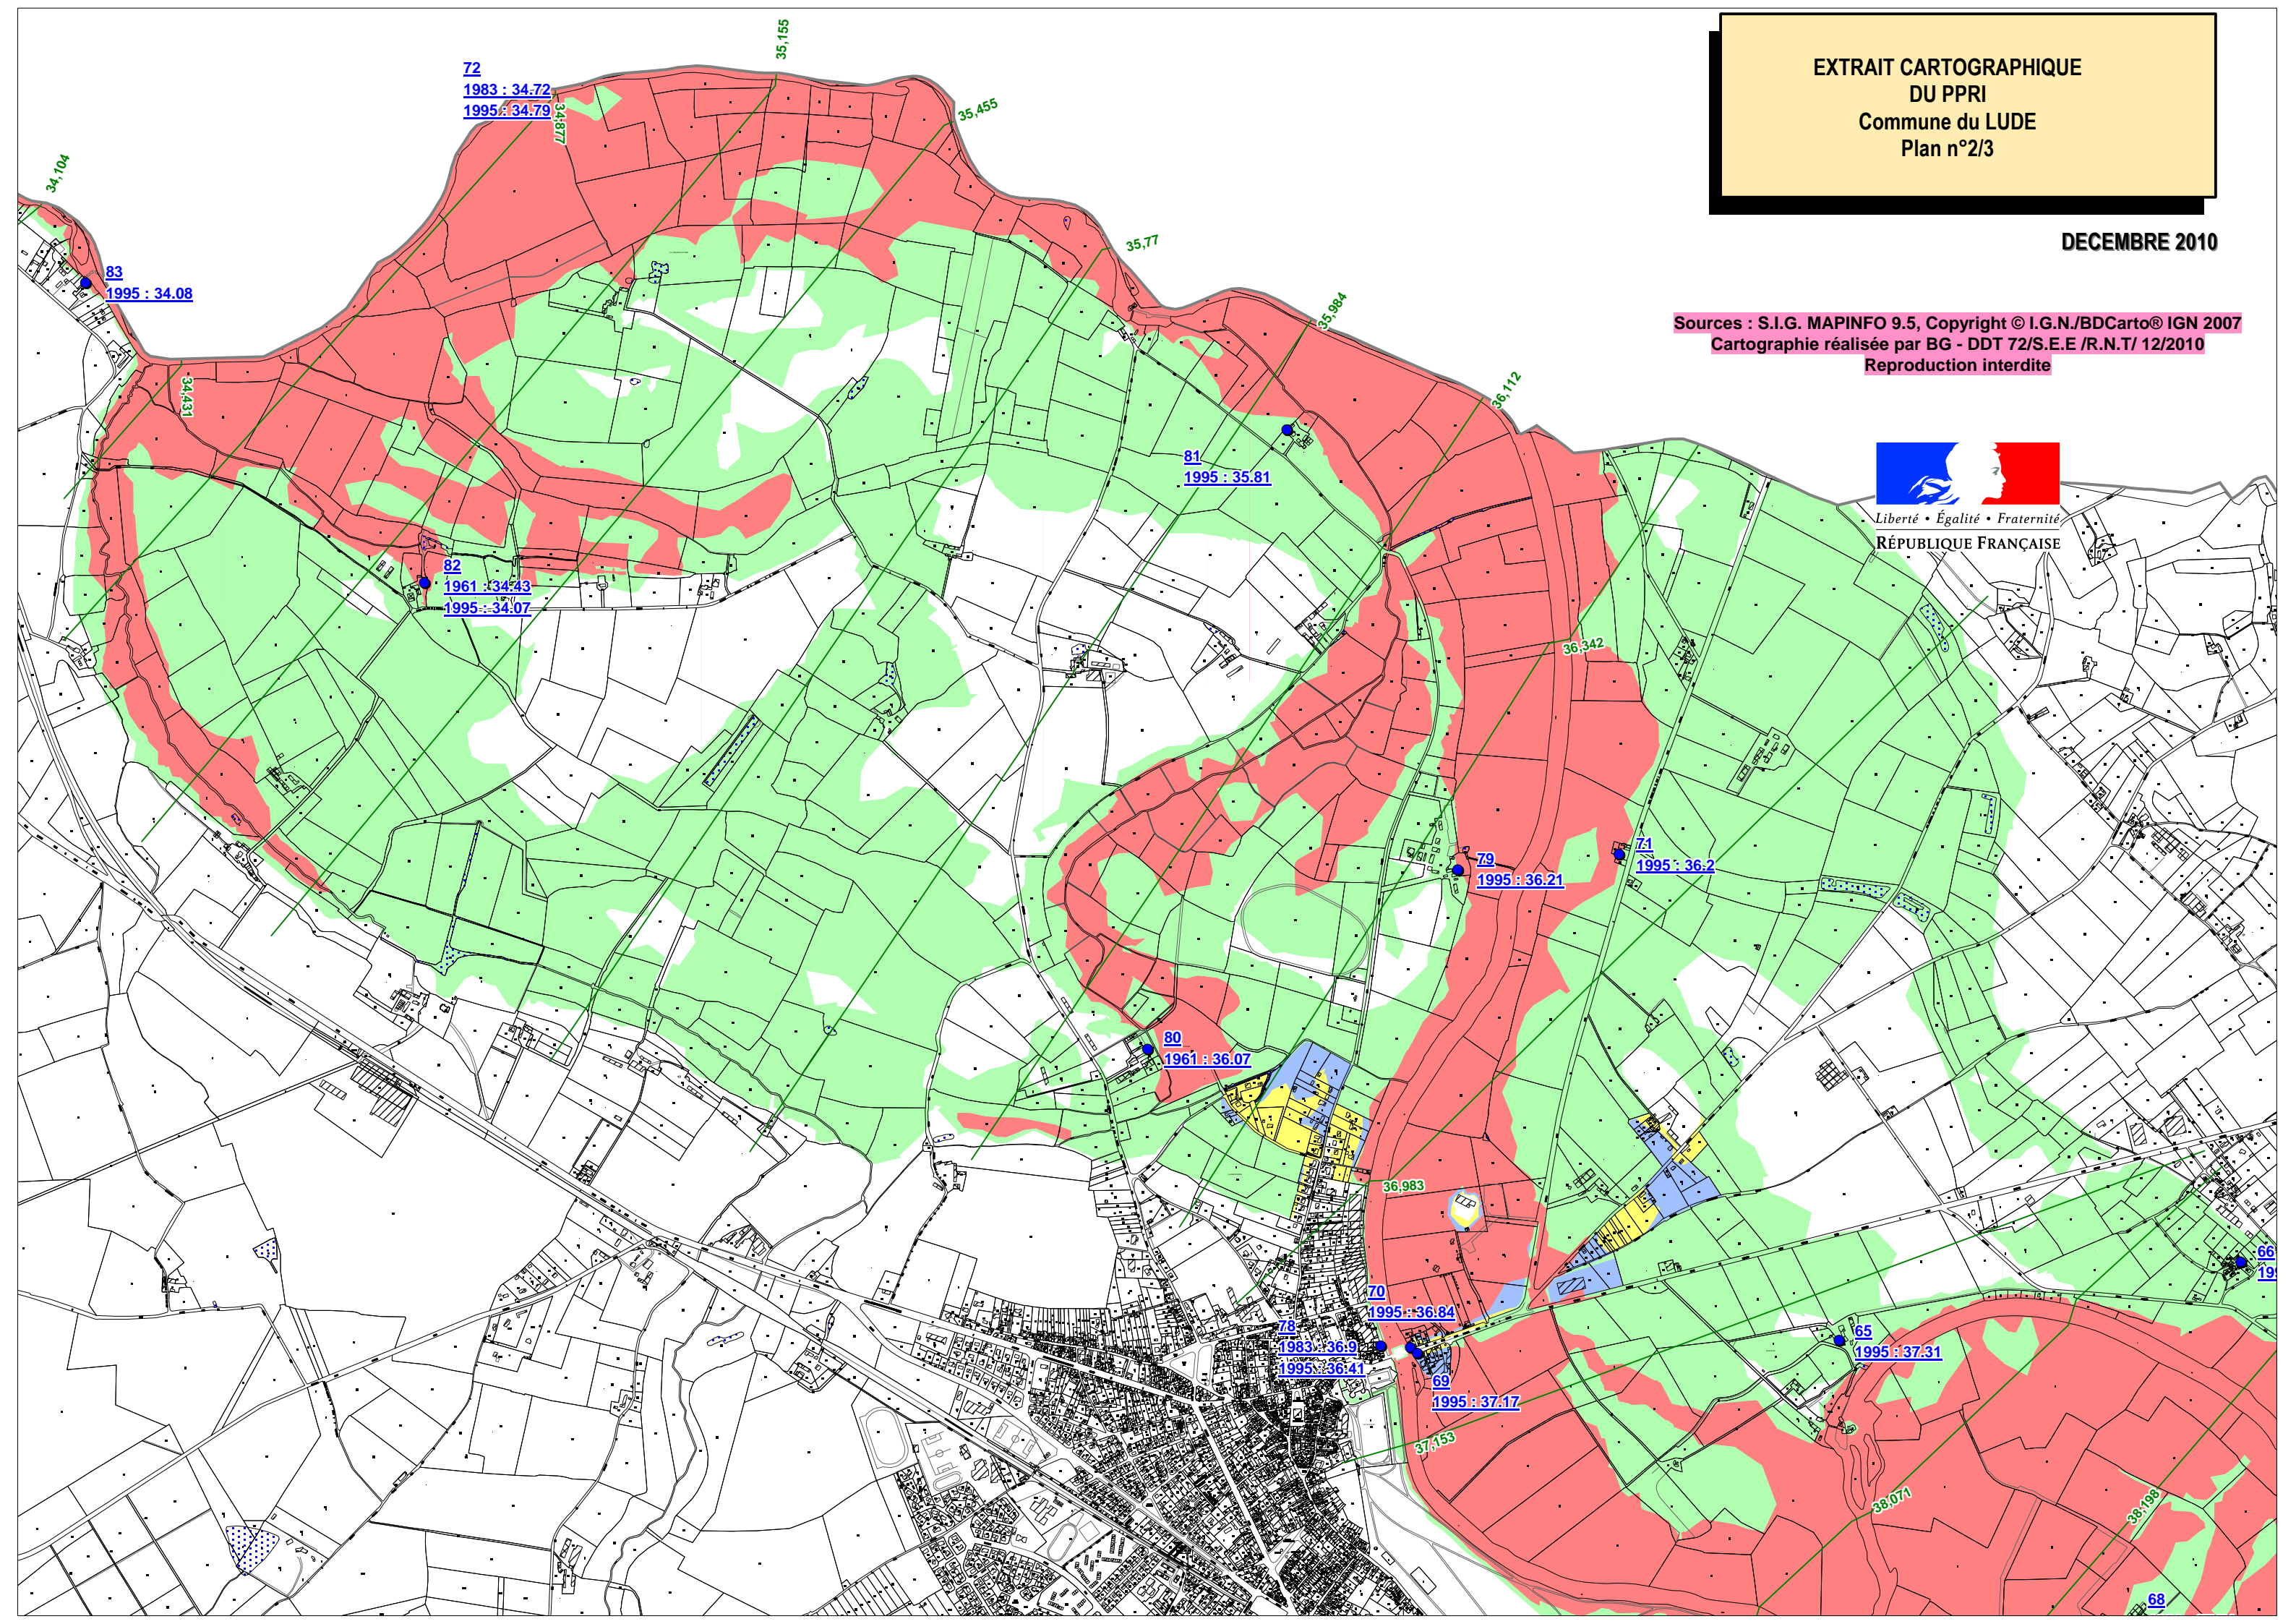 EXTRAIT CARTOGRAPHIQUE
DU PPRI
Commune du LUDE
Plan n°2/3
DECEMBRE 2010
Sources : S.I.G. MAPINFO 9.5, Copyright © I.G.N./BDCarto® IGN 2007
Cartographie réalisée par BG - DDT 72/S.E.E /R.N.T/ 12/2010
Reproduction interdite
Liberté • Égalité • Fraternité
RÉPUBLIQUE FRANÇAISE
35,155
72
1983 : 34.72
1995 : 34.79
34,877
35,455
34,104
35,77
83
1995 : 34.08
35,984
34,431
36,112
81
1995 : 35.81
82
1961 : 34.43
1995 : 34.07
36,342
71
1995 : 36.2
79
1995 : 36.21
80
1961 : 36.07
36,983
66
199
70
1995 : 36.84
78
1983 : 36.9
1995 : 36.41
65
1995 : 37.31
69
1995 : 37.17
37,153
38,071
38,198
68